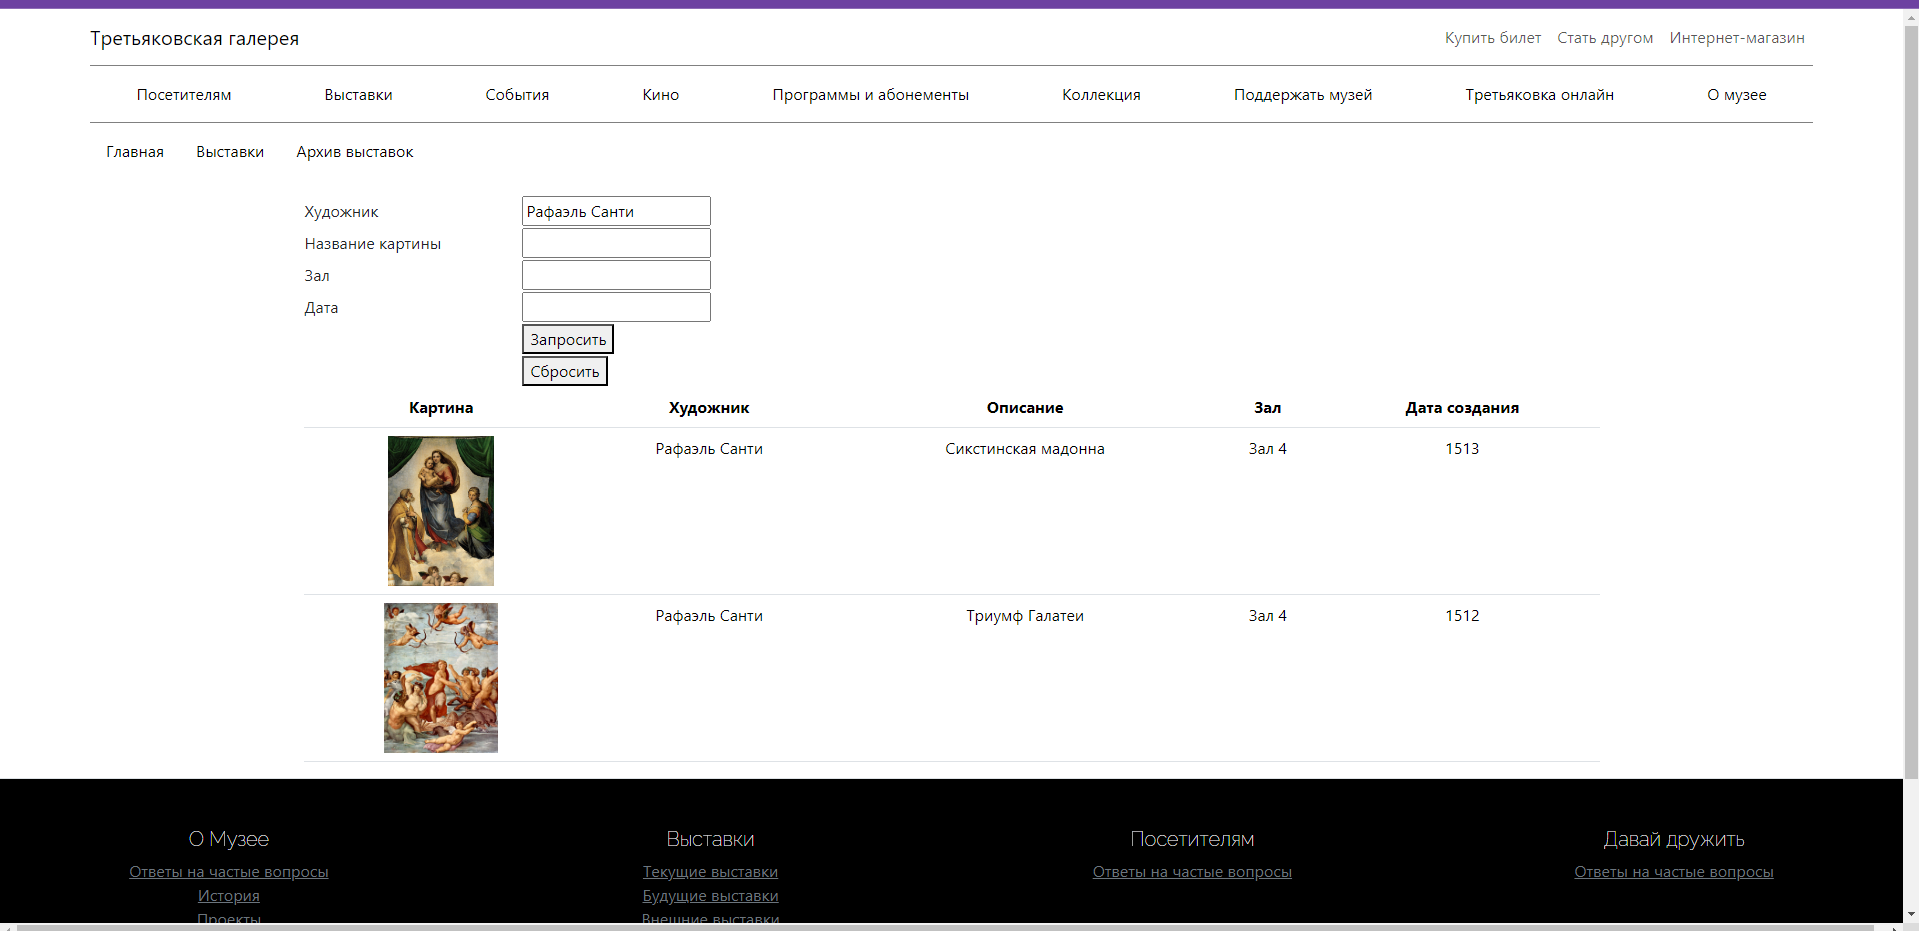 Третьяковская галерея
Купить билет Стать другом Интернет-магазин
Посетителям Выставки События Кино Программы и абонементы Коллекция Поддержать музей Третьяковка онлайн О музее
Главная Выставки Архив выставок
Художник Рафаэль Санти
Название картины
Зал
Дата
Запросить
Сбросить
Картина Художник Описание Зал Дата создания
Рафаэль Санти Сикстинская мадонна Зал 4 1513
Рафаэль Санти Триумф Галатеи Зал 4 1512
О Музее Выставки Посетителям Давай дружить
Ответы на частые вопросы Текущие выставки Ответы на частые вопросы Ответы на частые вопросы
История Будущие выставки
Проекты Внешние выставки